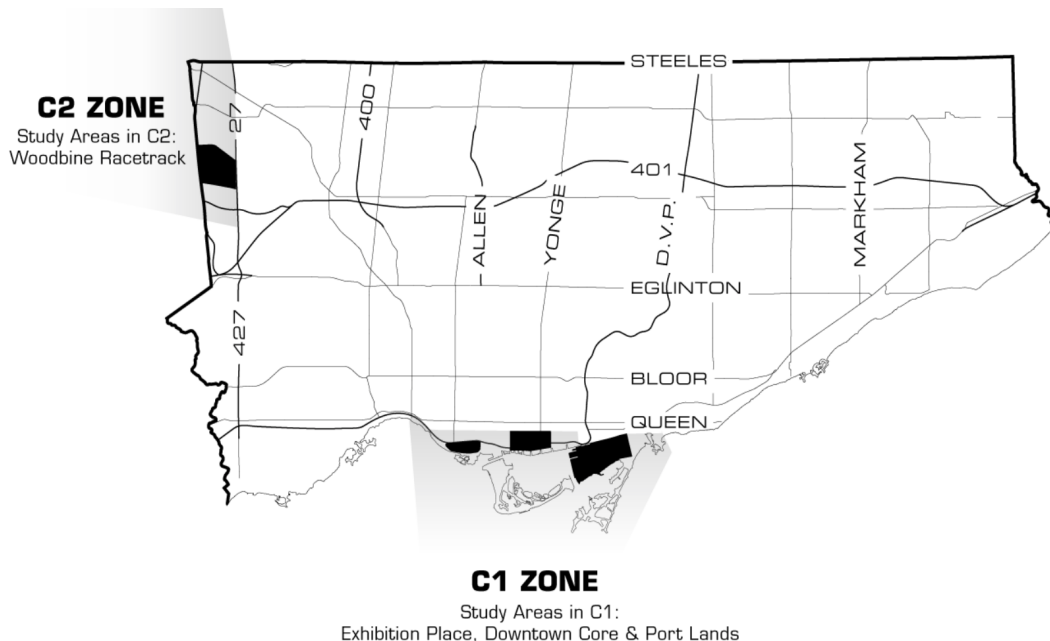 STEELES
C2 ZONE
Study Areas in C2:
Woodbine Racetrack
27
400
401
ALLEN
YONGE
D.V.P.
MARKHAM
EGLINTON
427
BLOOR
QUEEN
C1 ZONE
Study Areas in C1:
Exhibition Place, Downtown Core & Port Lands